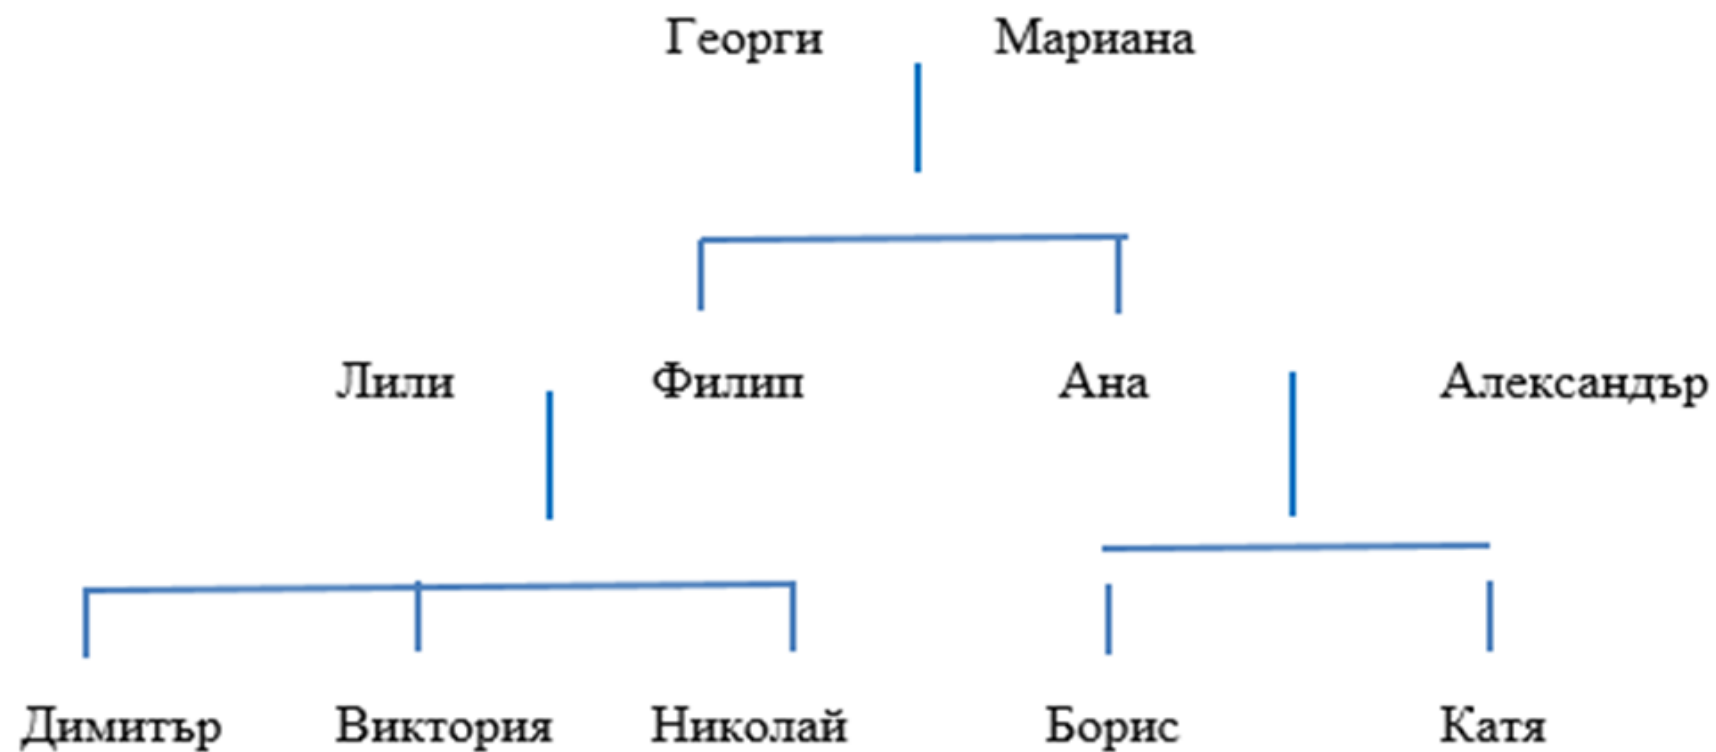 Георги Мариана
Лили Филип Ана Александър
Димитър Виктория Николай Борис Катя